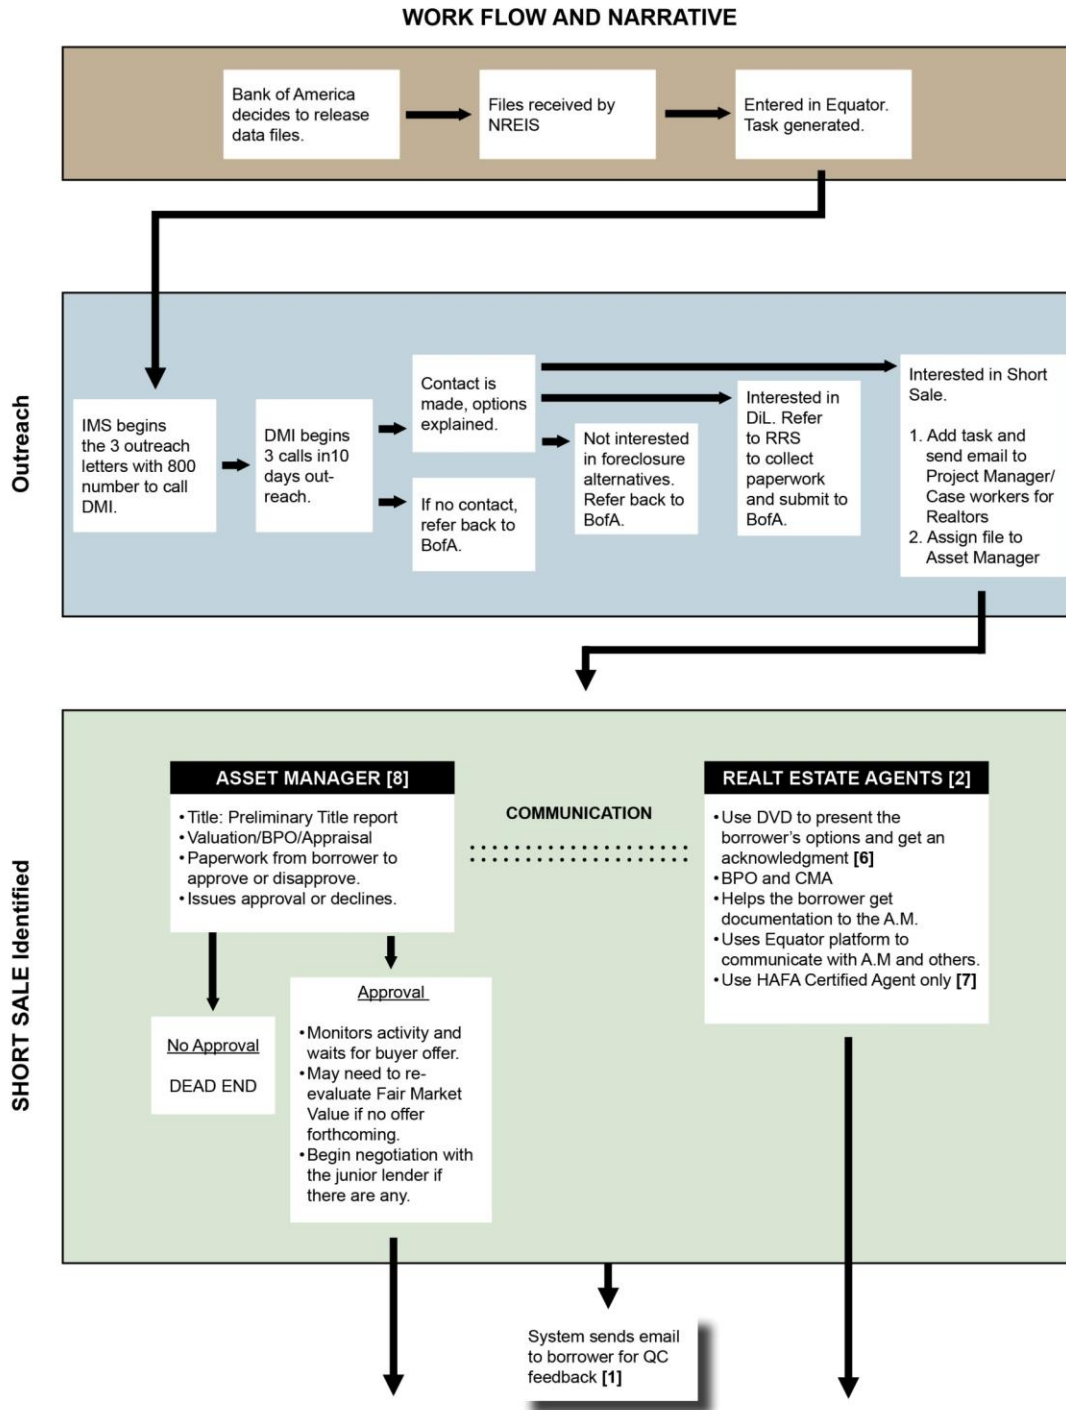 WORK FLOW AND NARRATIVE
Bank of America
decides to release
data files.
Files received by
NREIS
Entered in Equator.
Task generated.
Outreach
IMS begins
the 3 outreach
letters with 800
number to call
DMI.
DMI begins
3 calls in10
days out-
reach.
Contact is
made, options
explained.
If no contact,
refer back to
BofA.
Not interested
in foreclosure
alternatives.
Refer back to
BofA.
Interested in
DiL. Refer
to RRS
to collect
paperwork
and submit to
BofA.
Interested in Short
Sale.
1. Add task and
send email to
Project Manager/
Case workers for
Realtors
2. Assign file to
Asset Manager
SHORT SALE Identified
ASSET MANAGER [8]
• Title: Preliminary Title report
• Valuation/BPO/Appraisal
• Paperwork from borrower to
approve or disapprove.
• Issues approval or declines.
COMMUNICATION
REALT ESTATE AGENTS [2]
• Use DVD to present the
borrower's options and get an
acknowledgment [6]
• BPO and CMA
• Helps the borrower get
documentation to the A.M.
• Uses Equator platform to
communicate with A.M and others.
• Use HAFA Certified Agent only [7]
No Approval
DEAD END
Approval
• Monitors activity and
waits for buyer offer.
• May need to re-
evaluate Fair Market
Value if no offer
forthcoming.
• Begin negotiation with
the junior lender if
there are any.
System sends email
to borrower for QC
feedback [1]